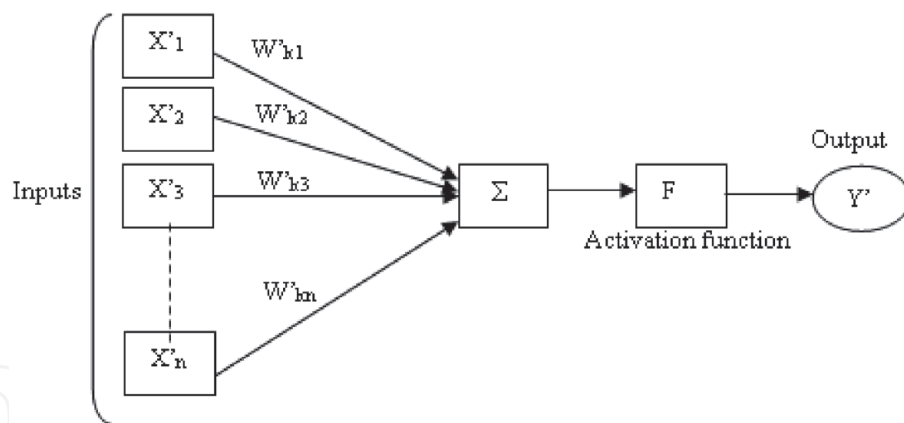 Inputs
X'1
X'2
X'3
X'n
W'k1
W'k2
W'k3
W'kn
Σ
F
Activation function
Output
Y'